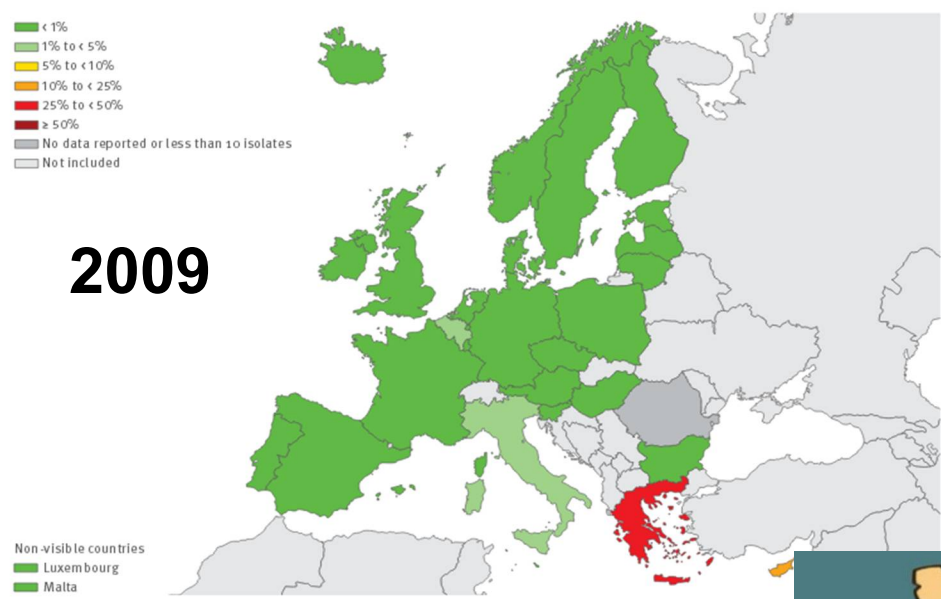 < 1%
1% to < 5%
5% to < 10%
10% to < 25%
25% to < 50%
≥ 50%
No data reported or less than 10 isolates
Not included
2009
Non-visible countries
Luxembourg
Malta